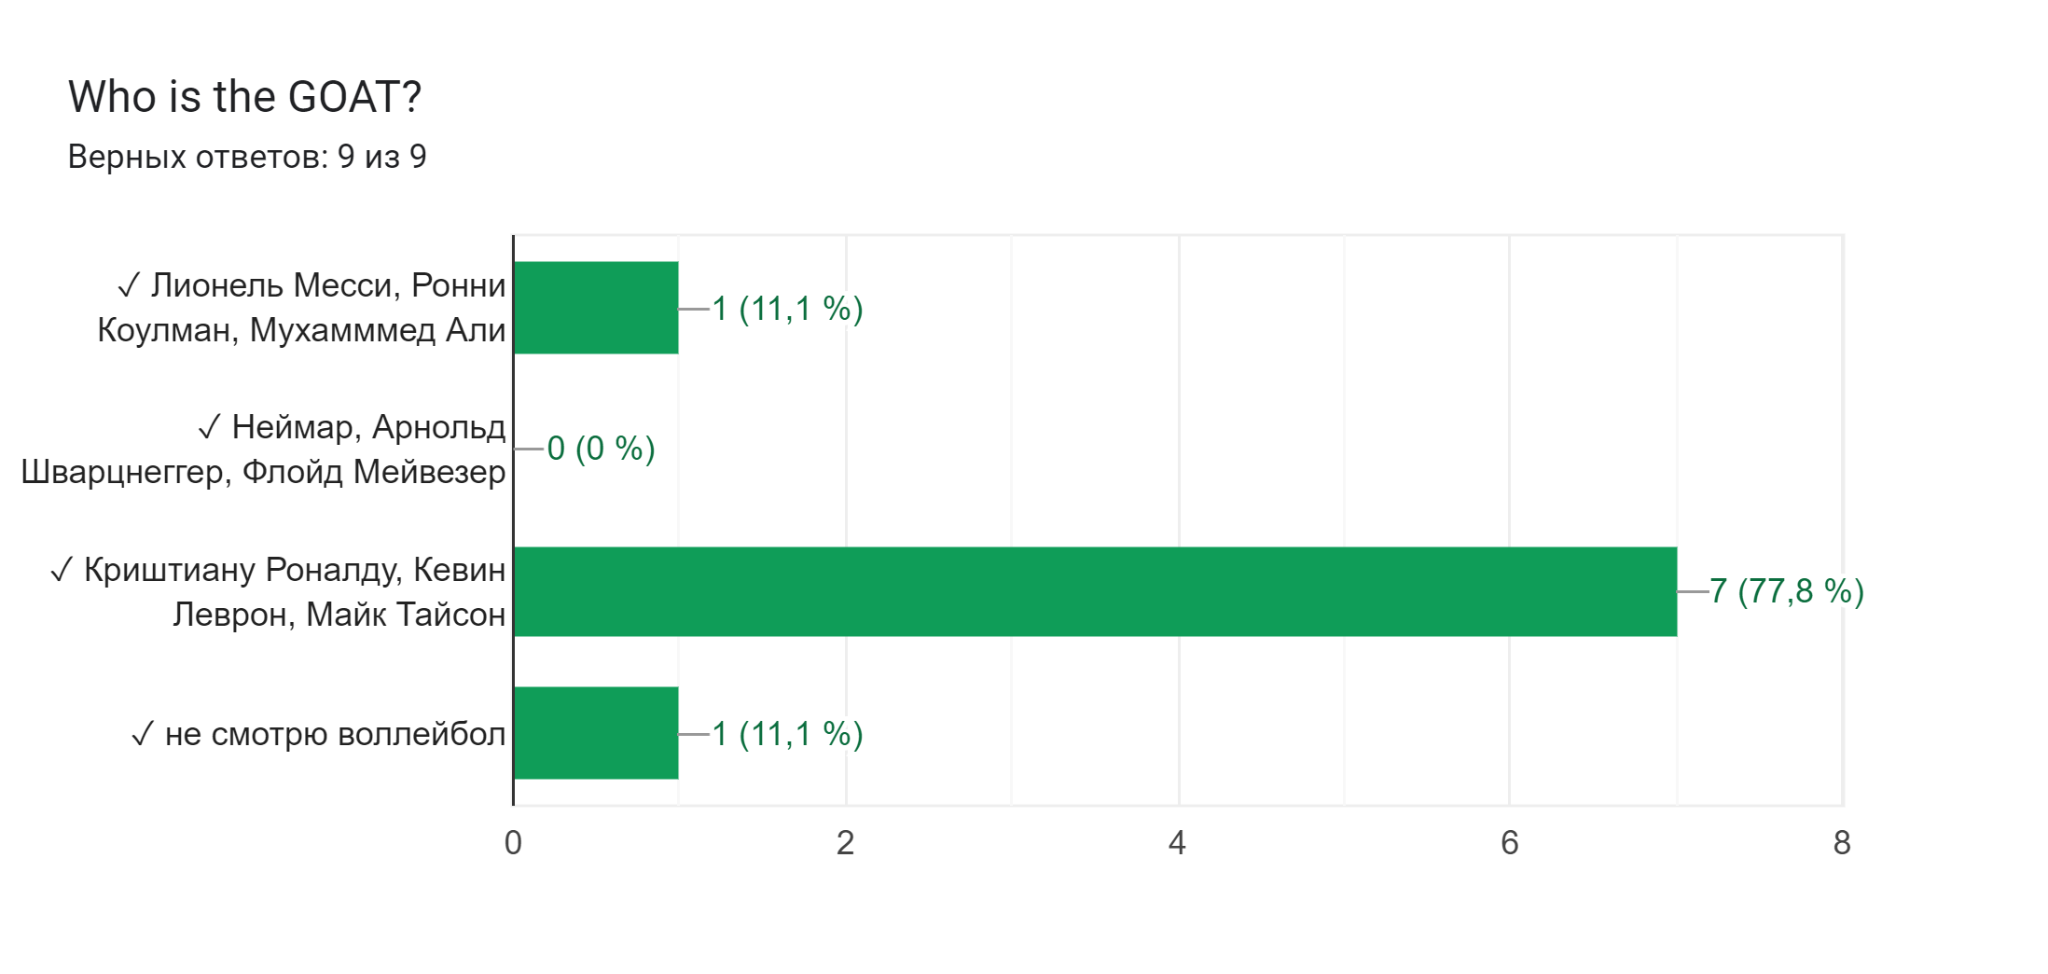 Who is the GOAT?
Верных ответов: 9 из 9
✓ Лионель Месси, Ронни
Коулман, Мухамммед Али
1 (11,1 %)
✓ Неймар, Арнольд
Шварцнеггер, Флойд Мейвезер
0 (0 %)
✓ Криштиану Роналду, Кевин
Леврон, Майк Тайсон
7 (77,8 %)
✓ не смотрю воллейбол
1 (11,1 %)
0 2 4 6 8